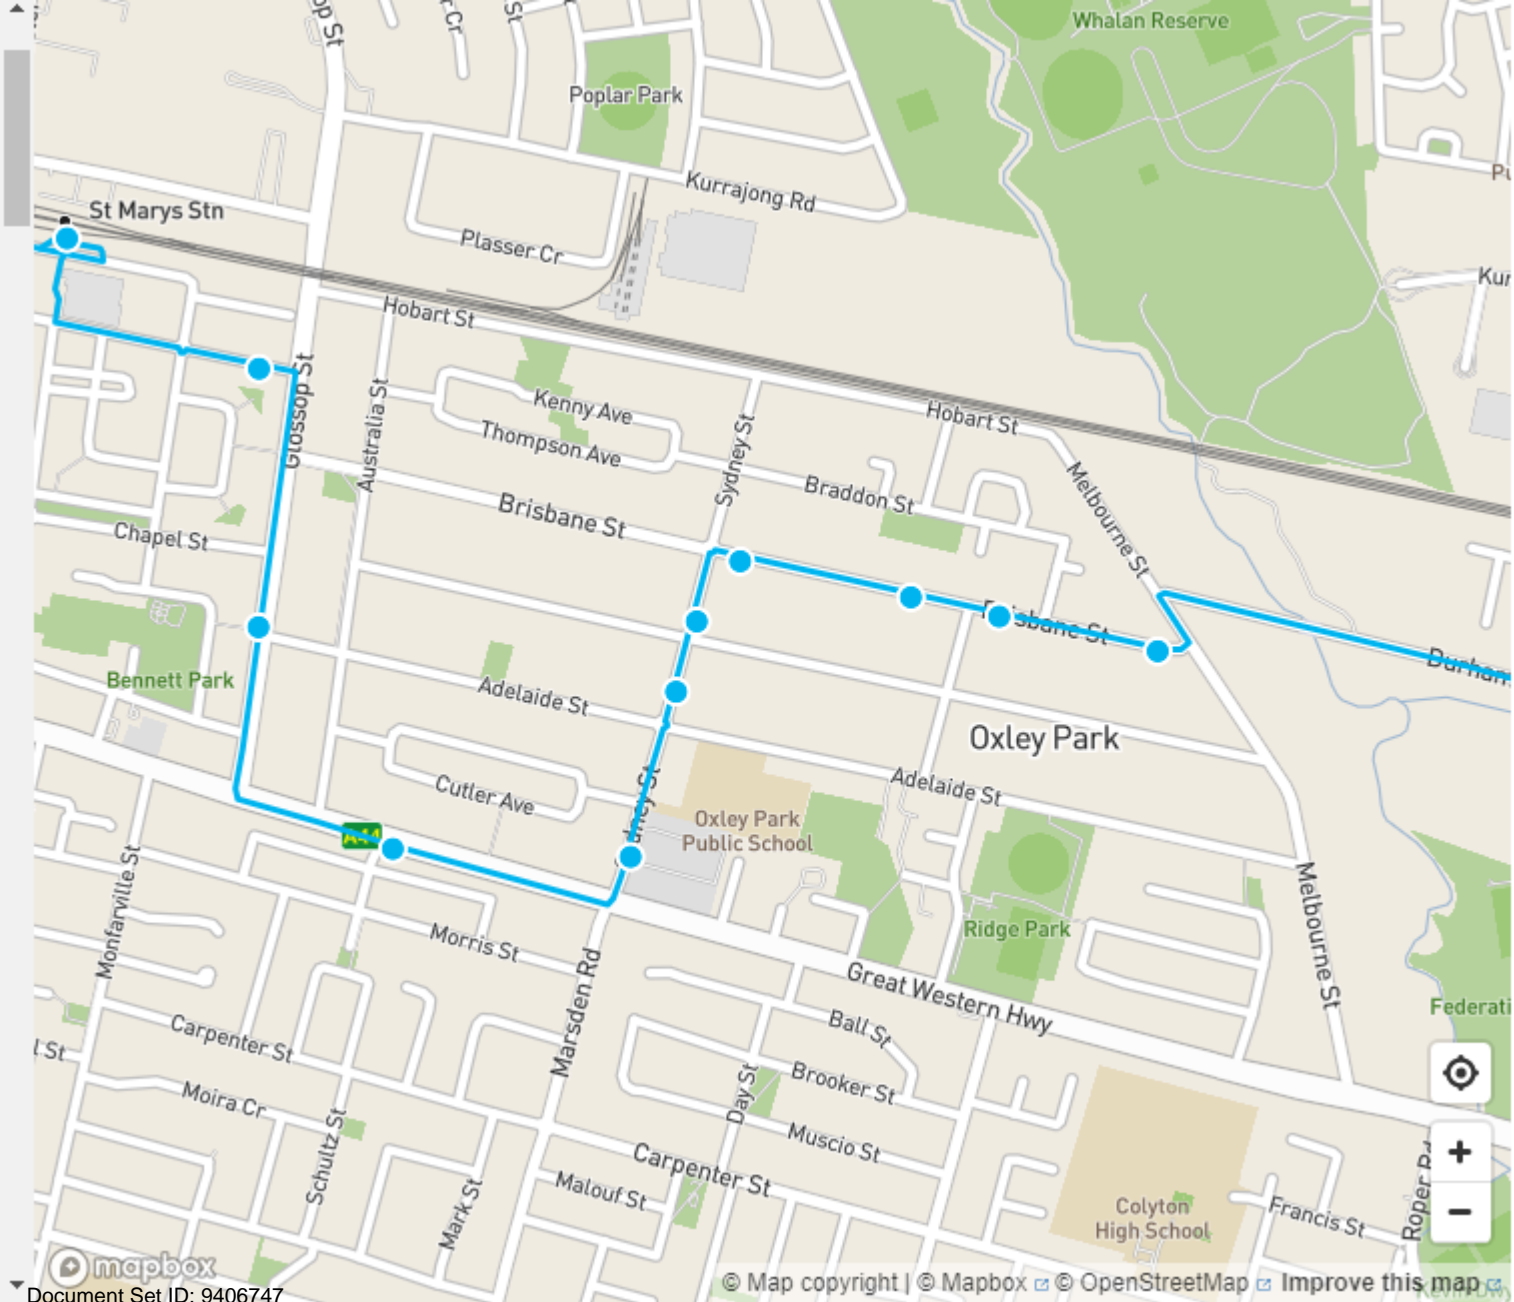 Whalan Reserve
Poplar Park
Kurrajong Rd
St Marys Stn
Plasser Cr
Hobart St
Glossop St
Australia St
Kenny Ave
Thompson Ave
Sydney St
Hobart St
Braddon St
Melbourne St
Brisbane St
Chapel St
Brisbane St
Bennett Park
Adelaide St
Oxley Park
Adelaide St
Cutler Ave
A44
Sydney St
Oxley Park
Public School
Monfarville St
Morris St
Ridge Park
Melbourne St
Marsden Rd
Great Western Hwy
Ball St
Carpenter St
Moira Cr
Schultz St
Day St
Brooker St
Muscio St
Carpenter St
Malouf St
Mark St
Colyton
High School
Francis St
Roper Rd
+
−
mapbox
© Map copyright | © Mapbox © OpenStreetMap Improve this map
Document Set ID: 9406747